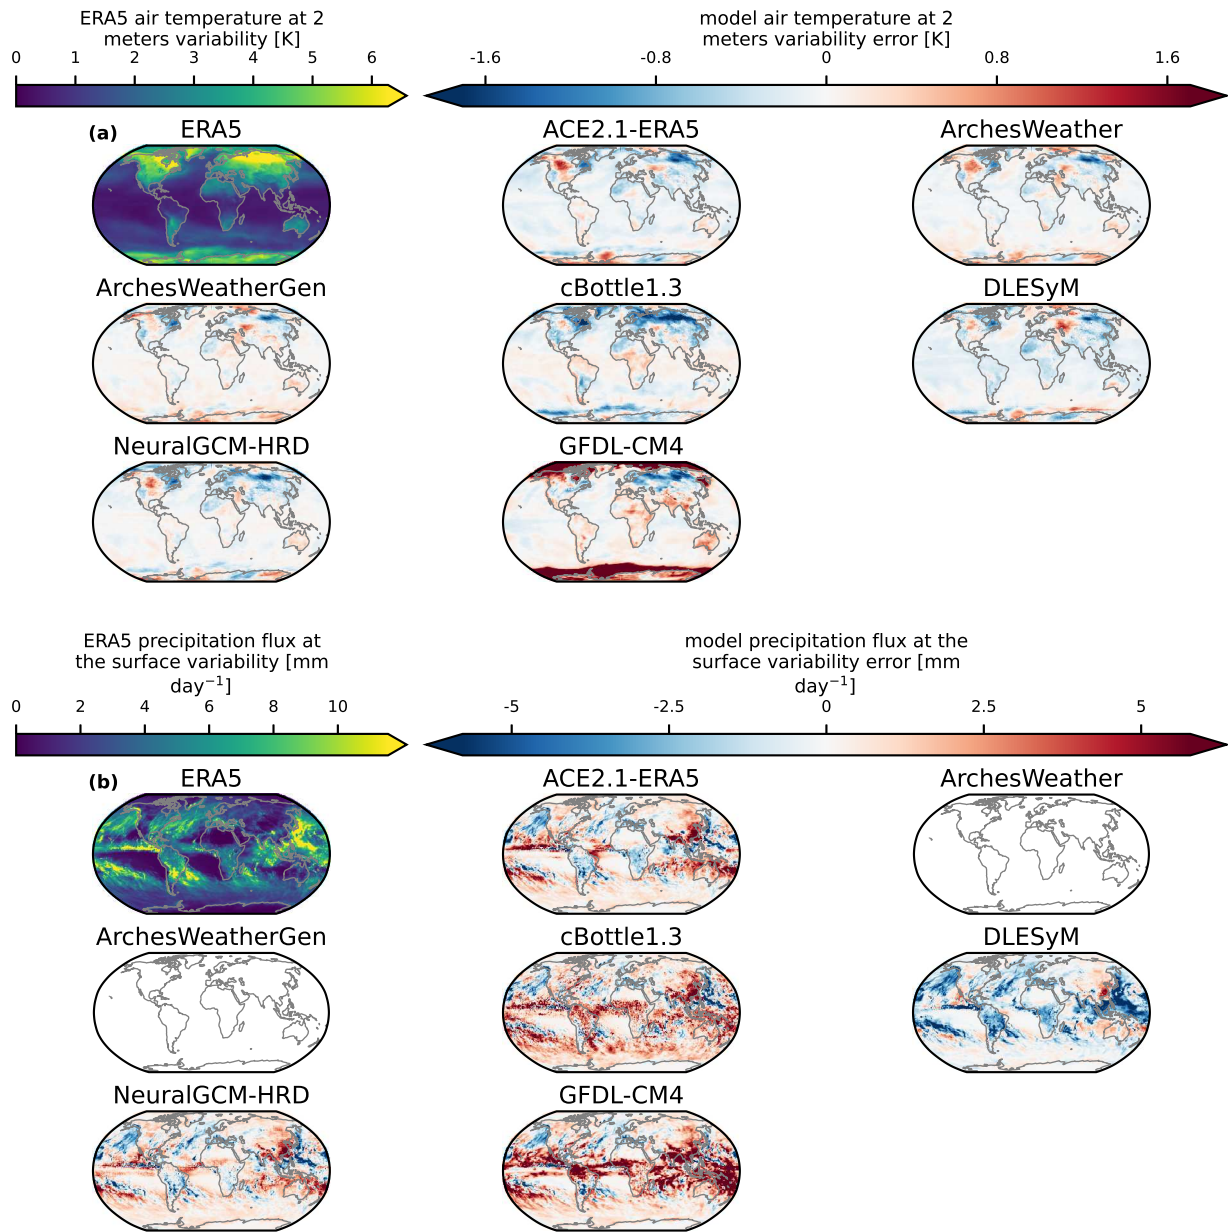 ERA5 air temperature at 2
meters variability [K]
model air temperature at 2
meters variability error [K]
0 1 2 3 4 5 6
-1.6 -0.8 0 0.8 1.6
(a)
ERA5
ACE2.1-ERA5
ArchesWeather
ArchesWeatherGen
cBottle1.3
DLESyM
NeuralGCM-HRD
GFDL-CM4
ERA5 precipitation flux at
the surface variability [mm
day⁻¹]
model precipitation flux at the
surface variability error [mm
day⁻¹]
0 2 4 6 8 10
-5 -2.5 0 2.5 5
(b)
ERA5
ACE2.1-ERA5
ArchesWeather
ArchesWeatherGen
cBottle1.3
DLESyM
NeuralGCM-HRD
GFDL-CM4